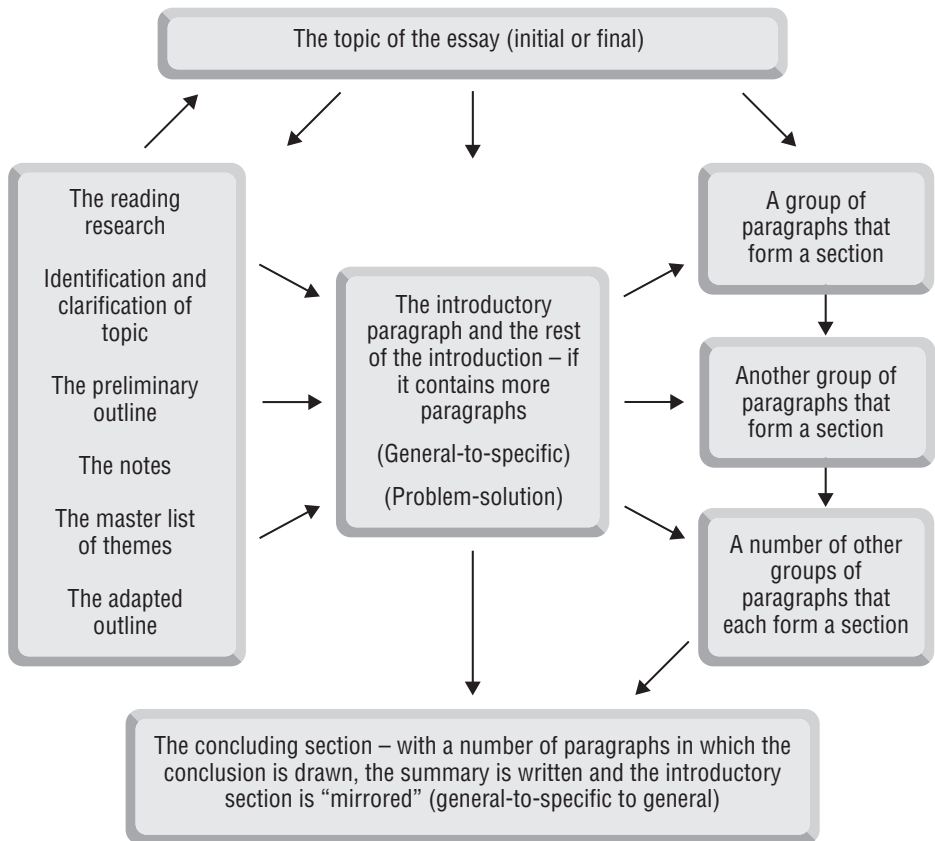 The topic of the essay (initial or final)
The reading
research
Identification and
clarification of
topic
The preliminary
outline
The notes
The master list
of themes
The adapted
outline
The introductory
paragraph and the rest
of the introduction – if
it contains more
paragraphs
(General-to-specific)
(Problem-solution)
A group of
paragraphs that
form a section
Another group of
paragraphs that
form a section
A number of other
groups of
paragraphs that
each form a section
The concluding section – with a number of paragraphs in which the
conclusion is drawn, the summary is written and the introductory
section is “mirrored” (general-to-specific to general)